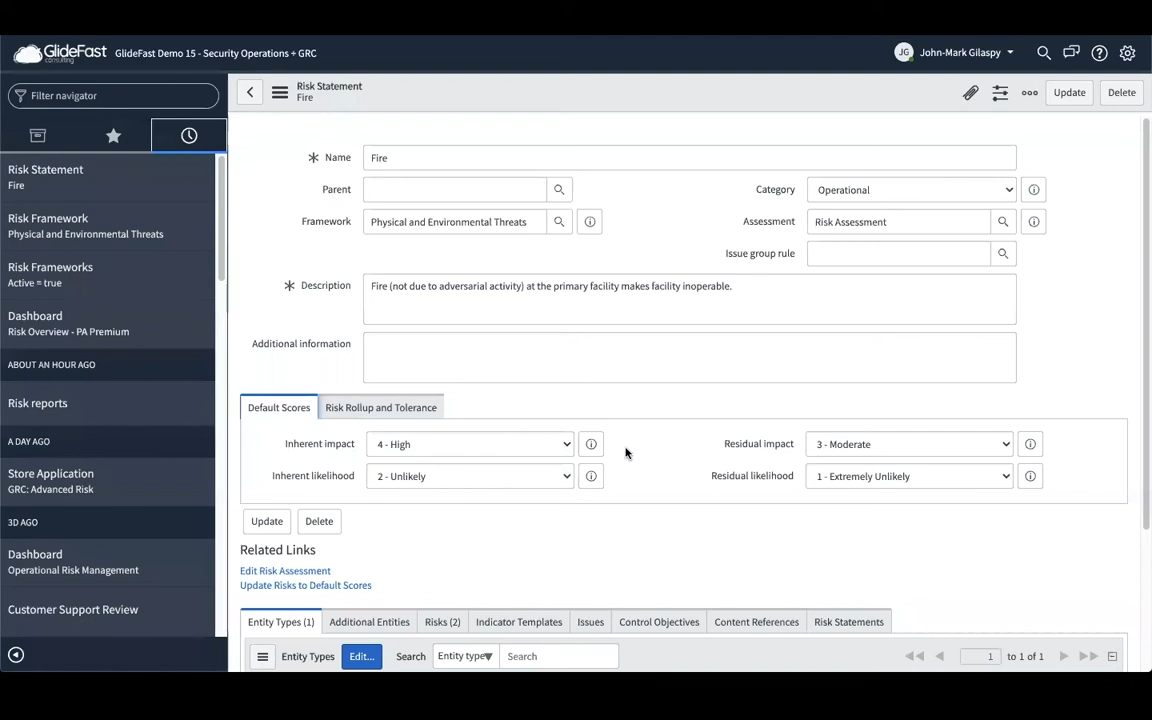 GlideFast
consulting
GlideFast Demo 15 - Security Operations + GRC
JG
John-Mark Gilaspy
Filter navigator
Risk Statement
Fire
Risk Framework
Physical and Environmental Threats
Risk Frameworks
Active = true
Dashboard
Risk Overview - PA Premium
ABOUT AN HOUR AGO
Risk reports
A DAY AGO
Store Application
GRC: Advanced Risk
3D AGO
Dashboard
Operational Risk Management
Customer Support Review
Risk Statement
Fire
Update
Delete
Name
Fire
Parent
Category
Operational
Framework
Physical and Environmental Threats
Assessment
Risk Assessment
Issue group rule
Description
Fire (not due to adversarial activity) at the primary facility makes facility inoperable.
Additional information
Default Scores
Risk Rollup and Tolerance
Inherent impact
4 - High
Residual impact
3 - Moderate
Inherent likelihood
2 - Unlikely
Residual likelihood
1 - Extremely Unlikely
Update
Delete
Related Links
Edit Risk Assessment
Update Risks to Default Scores
Entity Types (1)
Additional Entities
Risks (2)
Indicator Templates
Issues
Control Objectives
Content References
Risk Statements
Entity Types
Edit...
Search
Entity type
Search
1
to 1 of 1